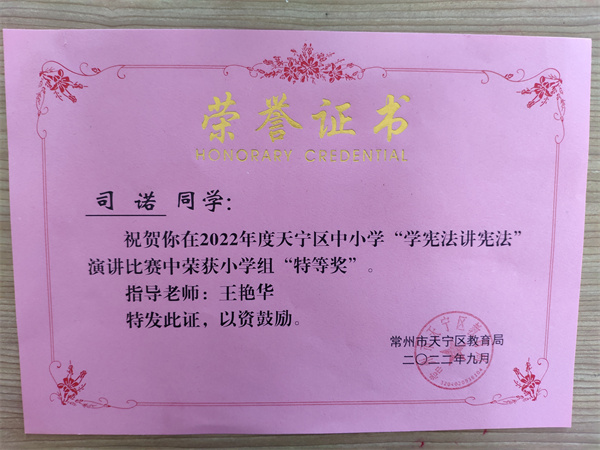 荣誉证书
HONORARY CREDENTIAL
司诺 同学：
祝贺你在2022年度天宁区中小学“学宪法讲宪法”
演讲比赛中荣获小学组“特等奖”。
指导老师：王艳华
特发此证，以资鼓励。
常州市天宁区教育局
二〇二二年九月